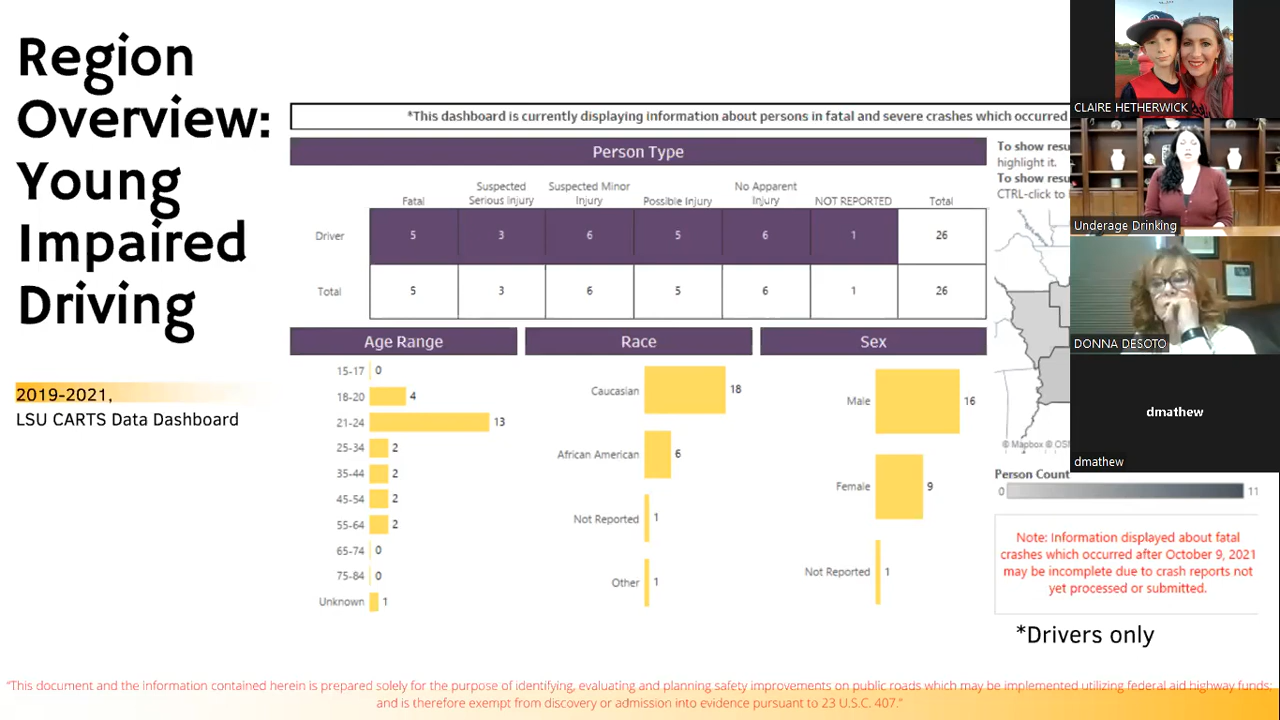 Region
Overview:
Young
Impaired
Driving
2019-2021,
LSU CARTS Data Dashboard
*This dashboard is currently displaying information about persons in fatal and severe crashes which occurred
Person Type
Fatal Suspected Serious Injury Suspected Minor Injury Possible Injury No Apparent Injury NOT REPORTED Total
Driver 5 3 6 5 6 1 26
Total 5 3 6 5 6 1 26
Age Range
15-17 0
18-20 4
21-24 13
25-34 2
35-44 2
45-54 2
55-64 2
65-74 0
75-84 0
Unknown 1
Race
Caucasian 18
African American 6
Not Reported 1
Other 1
Sex
Male 16
Female 9
Not Reported 1
To show resu
highlight it.
To show resu
CTRL-click to
© Mapbox © OSM
Person Count
0 11
Note: Information displayed about fatal
crashes which occurred after October 9, 2021
may be incomplete due to crash reports not
yet processed or submitted.
*Drivers only
"This document and the information contained herein is prepared solely for the purpose of identifying, evaluating and planning safety improvements on public roads which may be implemented utilizing federal aid highway funds;
and is therefore exempt from discovery or admission into evidence pursuant to 23 U.S.C. 407."
CLAIRE HETHERWICK
Underage Drinking
DONNA DESOTO
dmathew
dmathew